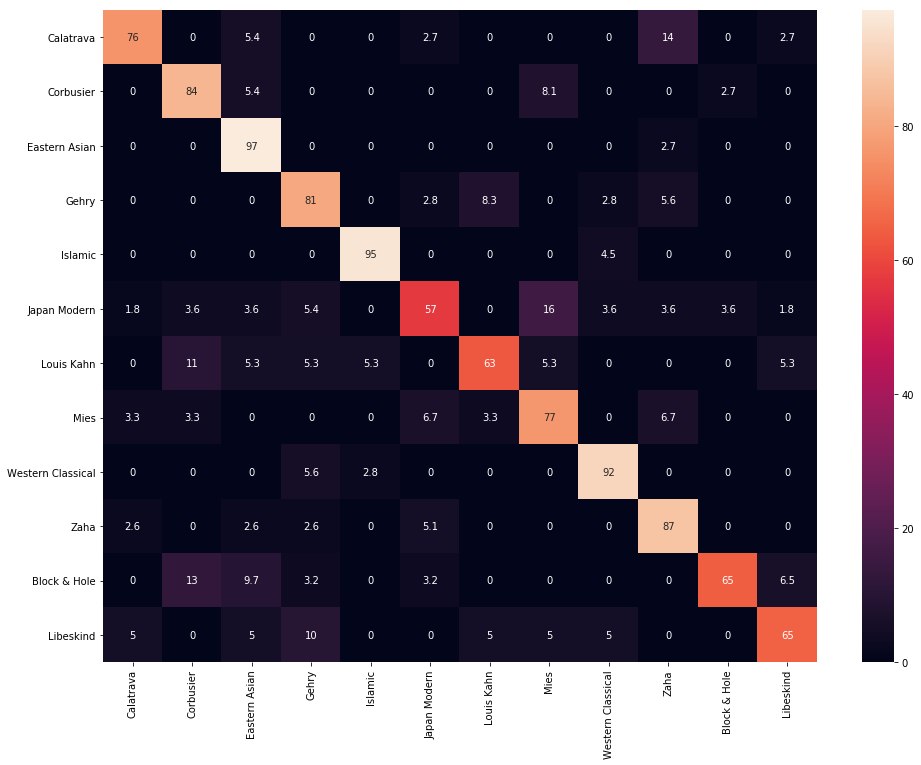 Calatrava 76 0 5.4 0 0 2.7 0 0 0 14 0 2.7
Corbusier 0 84 5.4 0 0 0 0 8.1 0 0 2.7 0
Eastern Asian 0 0 97 0 0 0 0 0 0 2.7 0 0
Gehry 0 0 0 81 0 2.8 8.3 0 2.8 5.6 0 0
Islamic 0 0 0 0 95 0 0 0 4.5 0 0 0
Japan Modern 1.8 3.6 3.6 5.4 0 57 0 16 3.6 3.6 3.6 1.8
Louis Kahn 0 11 5.3 5.3 5.3 0 63 5.3 0 0 0 5.3
Mies 3.3 3.3 0 0 0 6.7 3.3 77 0 6.7 0 0
Western Classical 0 0 0 5.6 2.8 0 0 0 92 0 0 0
Zaha 2.6 0 2.6 2.6 0 5.1 0 0 0 87 0 0
Block & Hole 0 13 9.7 3.2 0 3.2 0 0 0 0 65 6.5
Libeskind 5 0 5 10 0 0 5 5 5 0 0 65
Calatrava
Corbusier
Eastern Asian
Gehry
Islamic
Japan Modern
Louis Kahn
Mies
Western Classical
Zaha
Block & Hole
Libeskind
80
60
40
20
0